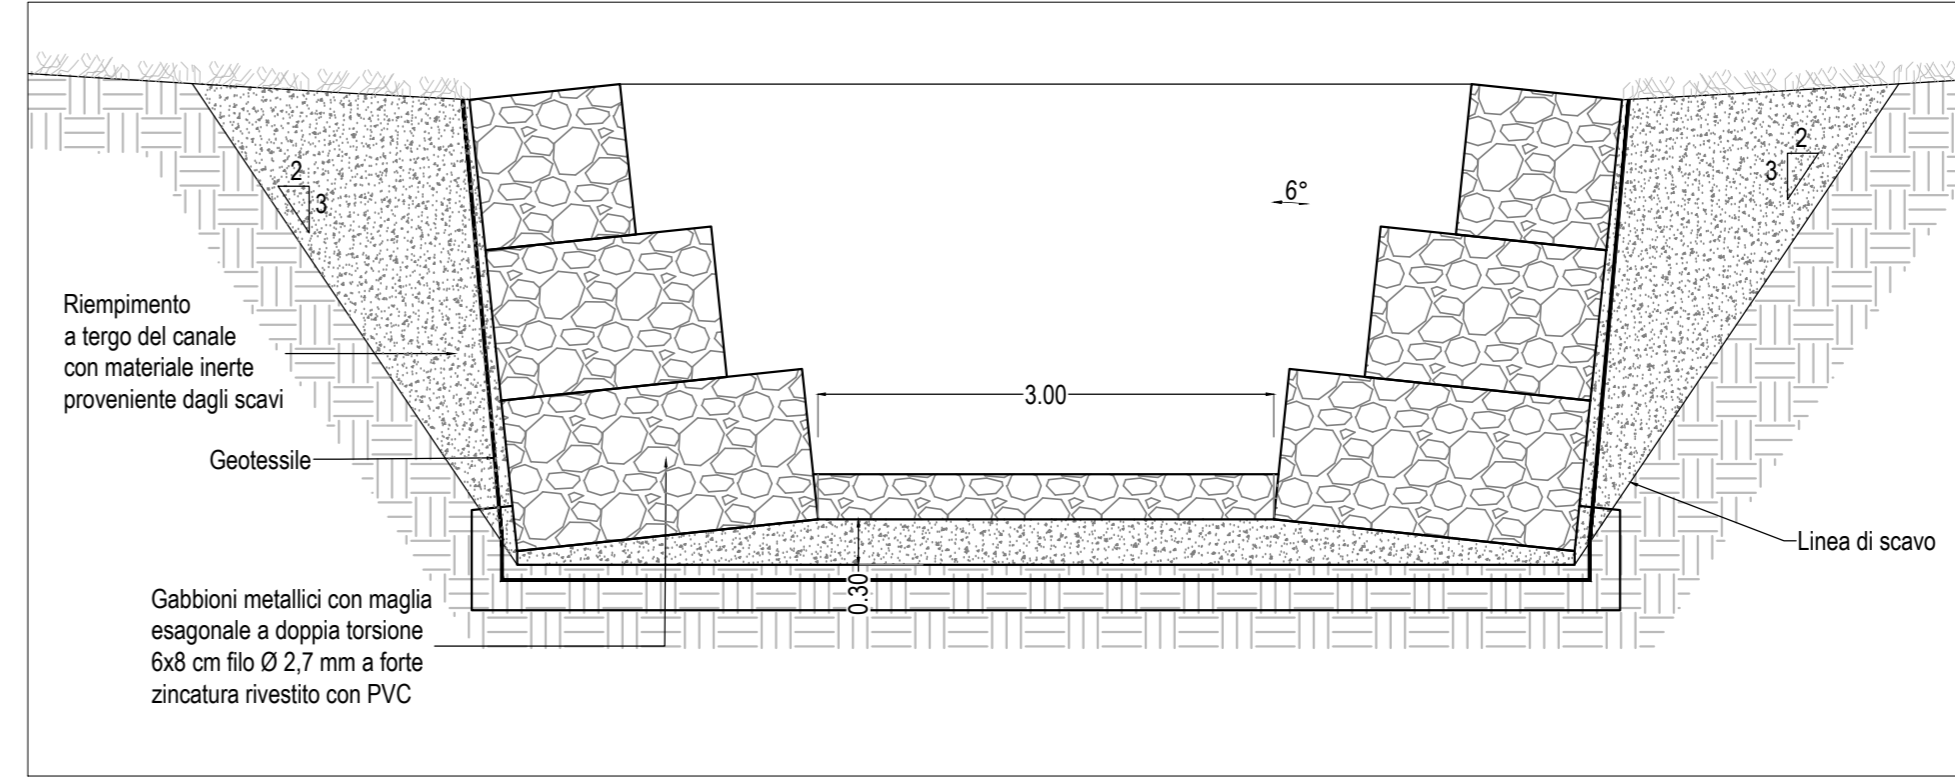 2
3
2
3
6°
Riempimento
a tergo del canale
con materiale inerte
proveniente dagli scavi
3.00
Geotessile
Linea di scavo
0.30
Gabbioni metallici con maglia
esagonale a doppia torsione
6x8 cm filo Ø 2,7 mm a forte
zincatura rivestito con PVC